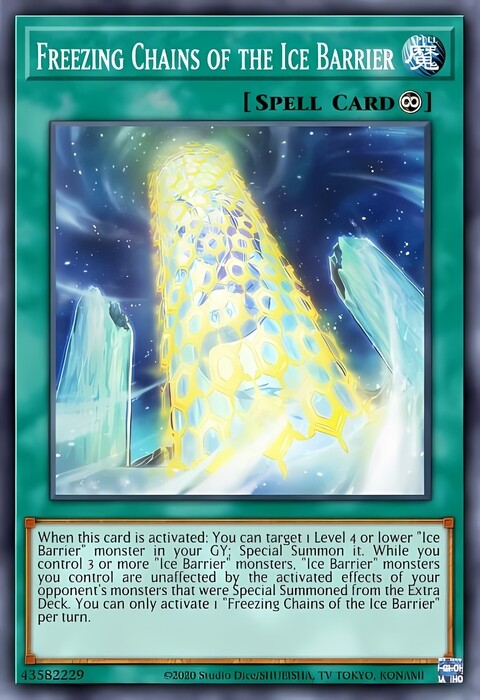 FREEZING CHAINS OF THE ICE BARRIER 魔
[SPELL CARD ]
When this card is activated: You can target 1 Level 4 or lower "Ice
Barrier" monster in your GY; Special Summon it. While you
control 3 or more "Ice Barrier" monsters, "Ice Barrier" monsters
you control are unaffected by the activated effects of your
opponent's monsters that were Special Summoned from the Extra
Deck. You can only activate 1 "Freezing Chains of the Ice Barrier"
per turn.
43582229 ©2020 Studio Dice/SHUEISHA, TV TOKYO, KONAMI